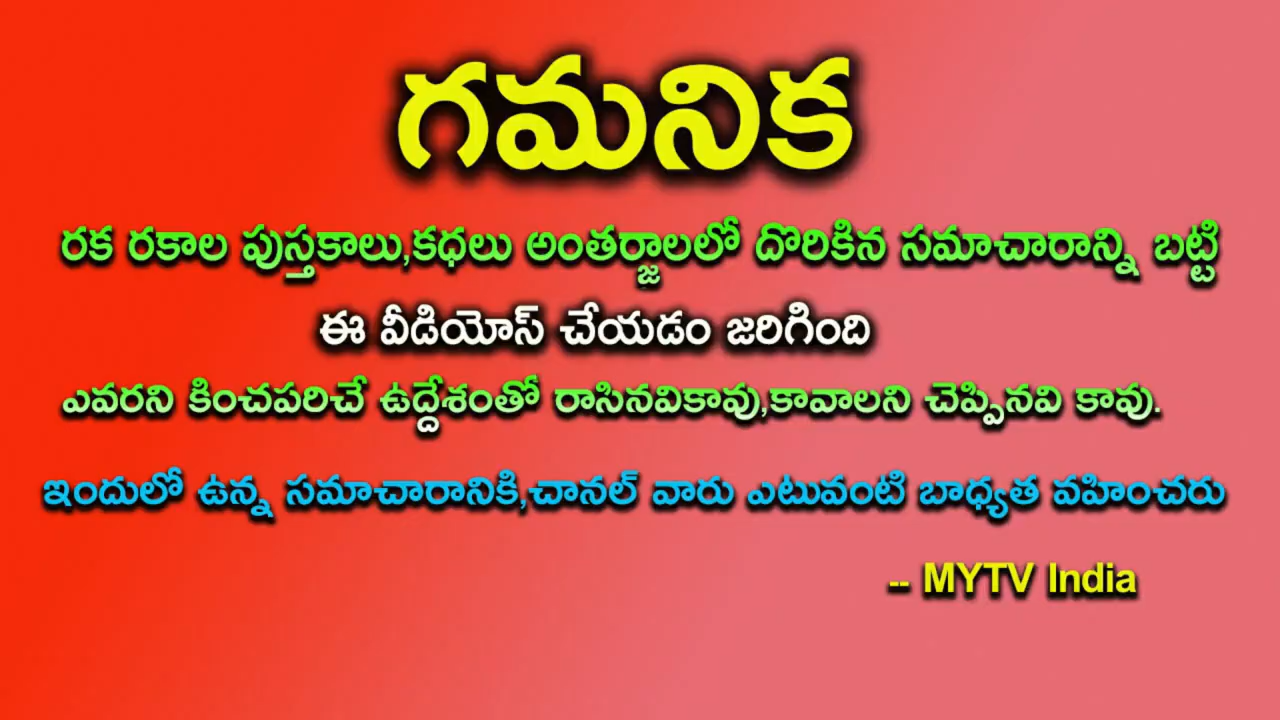 గమనిక
రక రకాల పుస్తకాలు,కధలు అంతర్జాలలో దొరికిన సమాచారాన్ని బట్టి
ఈ వీడియోస్ చేయడం జరిగింది
ఎవరని కించపరిచే ఉద్దేశంతో రాసినవికావు,కావాలని చెప్పినవి కావు.
ఇందులో ఉన్న సమాచారానికి,చానల్ వారు ఎటువంటి బాధ్యత వహించరు
-- MYTV India